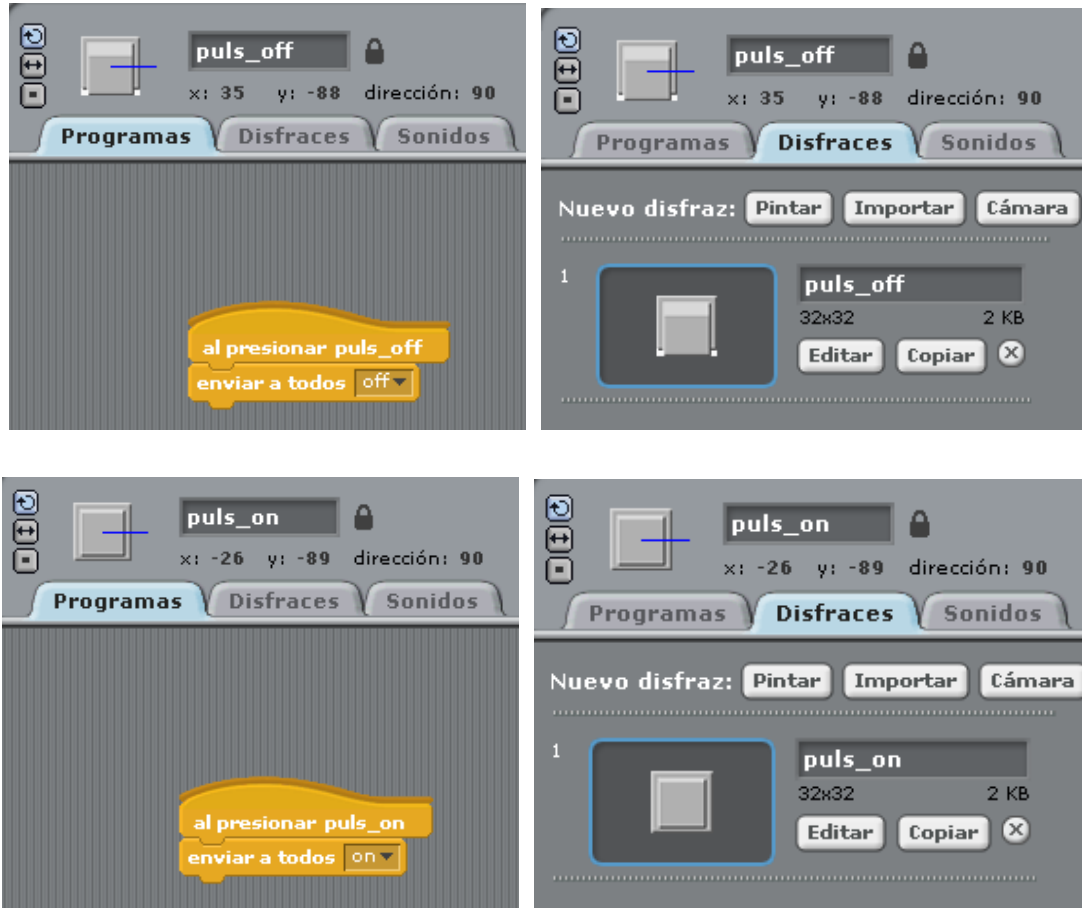 puls_off
x: 35 y: -88 dirección: 90
Programas Disfraces Sonidos
al presionar puls_off
enviar a todos off
puls_off
x: 35 y: -88 dirección: 90
Programas Disfraces Sonidos
Nuevo disfraz: Pintar Importar Cámara
1
puls_off
32x32 2 KB
Editar Copiar
puls_on
x: -26 y: -89 dirección: 90
Programas Disfraces Sonidos
al presionar puls_on
enviar a todos on
puls_on
x: -26 y: -89 dirección: 90
Programas Disfraces Sonidos
Nuevo disfraz: Pintar Importar Cámara
1
puls_on
32x32 2 KB
Editar Copiar